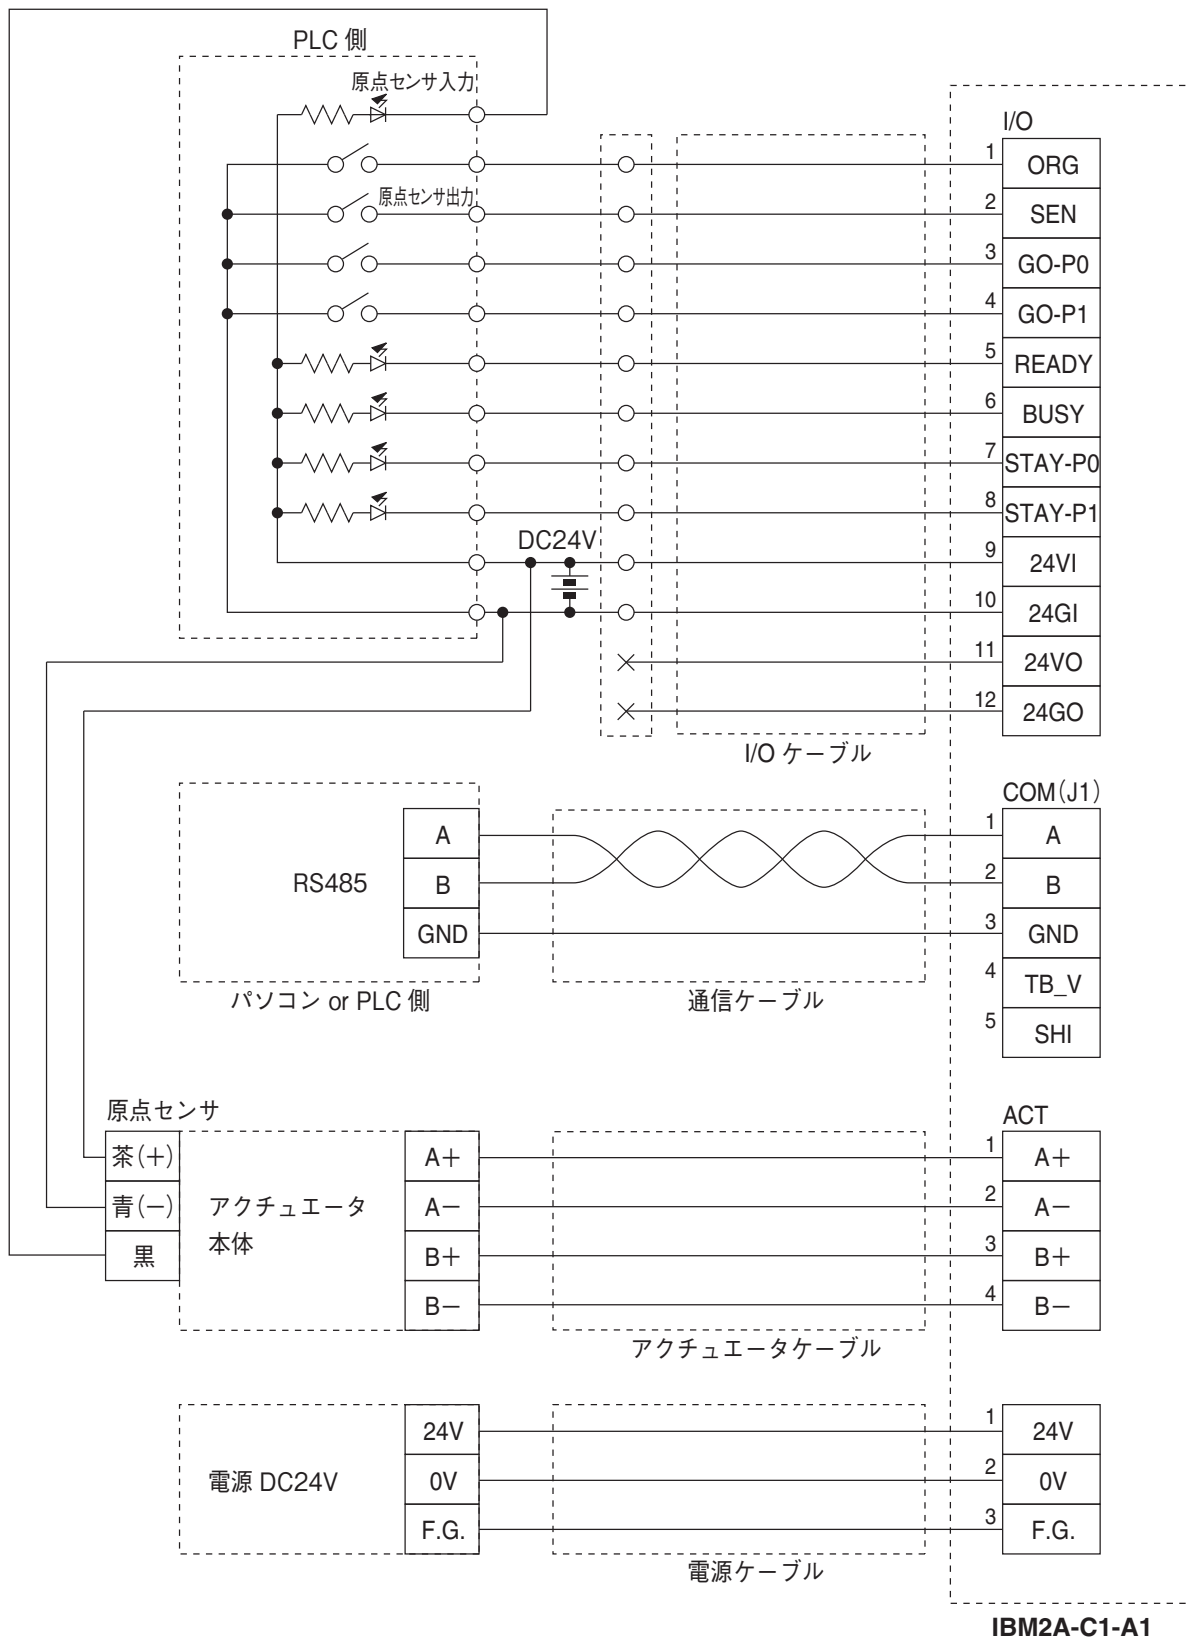 PLC 側
原点センサ入力
原点センサ出力
DC24V
I/O
1 ORG
2 SEN
3 GO-P0
4 GO-P1
5 READY
6 BUSY
7 STAY-P0
8 STAY-P1
9 24VI
10 24GI
11 24VO
12 24GO
I/O ケーブル
RS485
A
B
GND
パソコン or PLC 側
通信ケーブル
COM(J1)
1 A
2 B
3 GND
4 TB_V
5 SHI
原点センサ
茶(+)
青(−)
黒
アクチュエータ
本体
A+
A−
B+
B−
アクチュエータケーブル
ACT
1 A+
2 A−
3 B+
4 B−
電源 DC24V
24V
0V
F.G.
電源ケーブル
1 24V
2 0V
3 F.G.
IBM2A-C1-A1